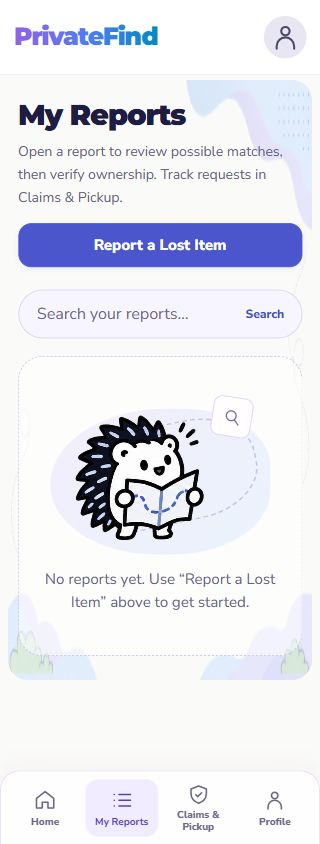 PrivateFind
My Reports
Open a report to review possible matches,
then verify ownership. Track requests in
Claims & Pickup.
Report a Lost Item
Search your reports...
Search
No reports yet. Use “Report a Lost
Item” above to get started.
Home
My Reports
Claims &
Pickup
Profile